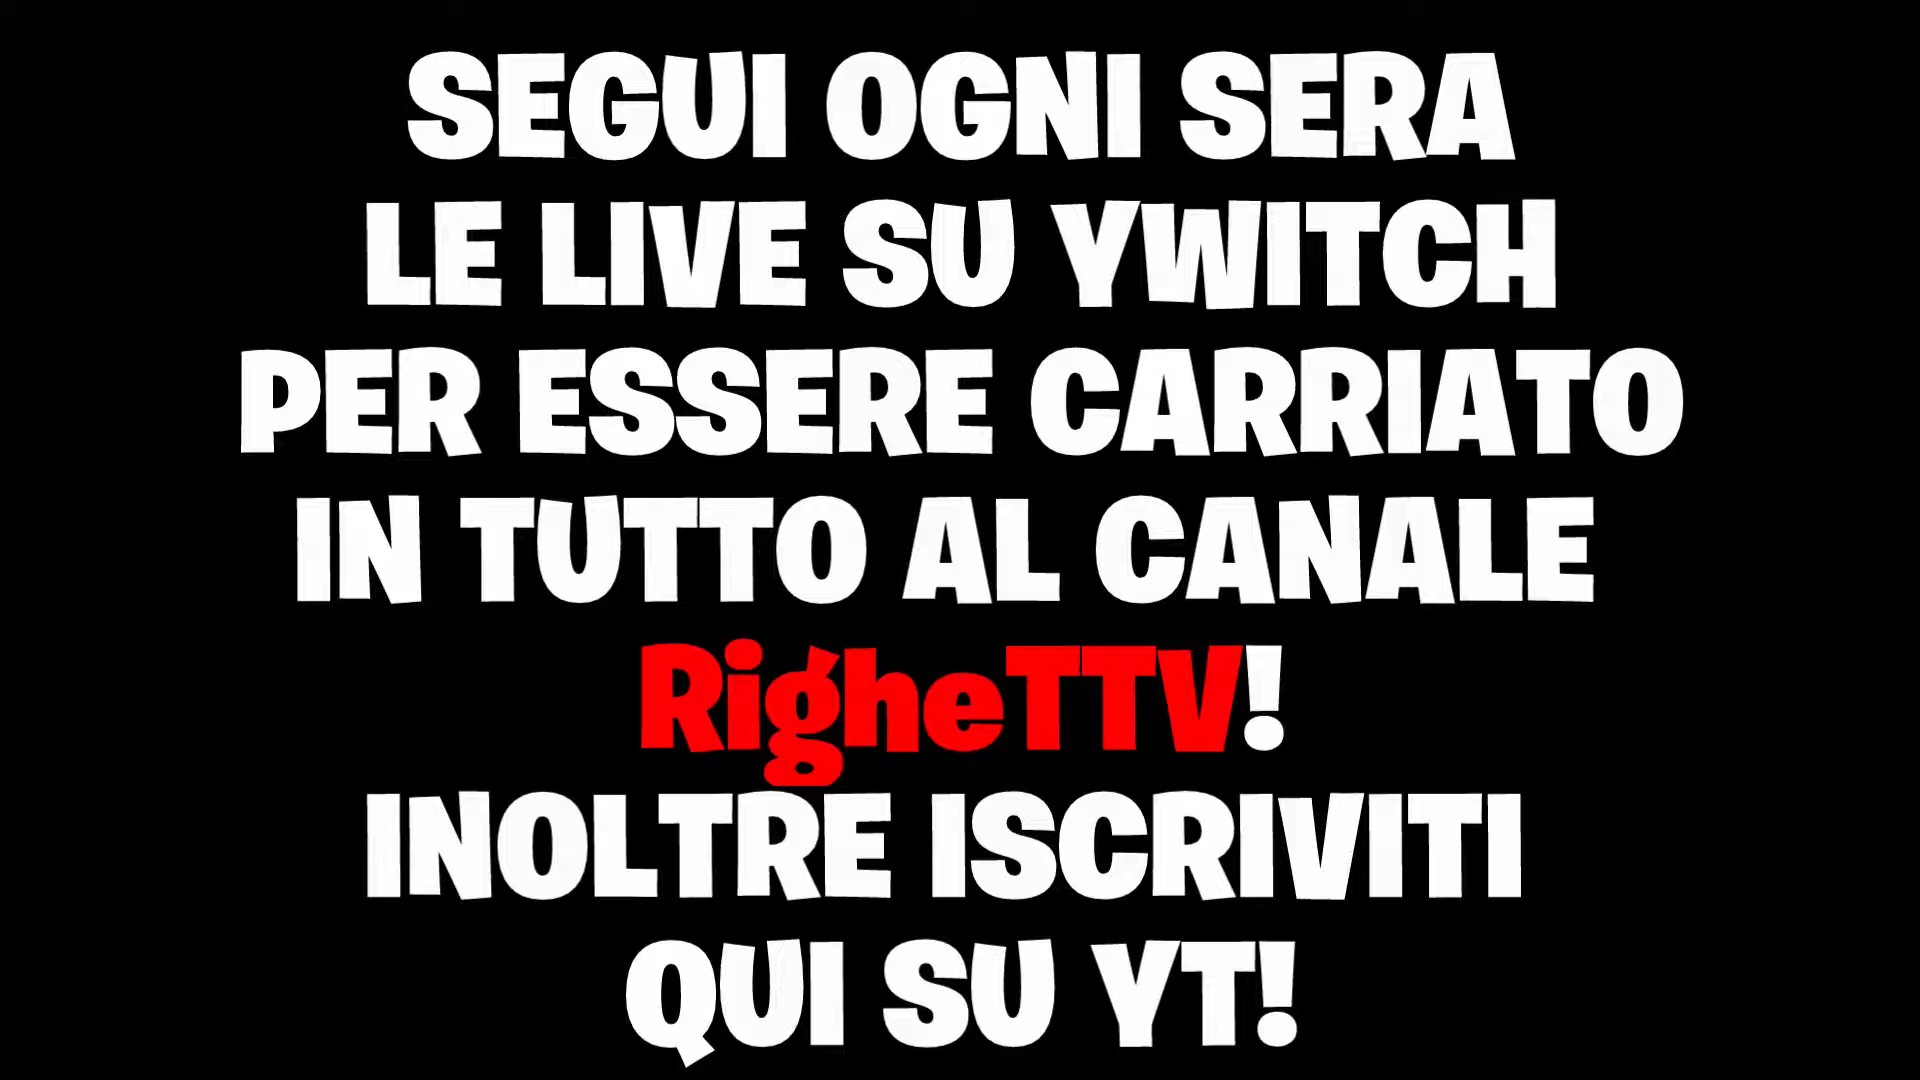 SEGUI OGNI SERA
LE LIVE SU YWITCH
PER ESSERE CARRIATO
IN TUTTO AL CANALE
RigheTTV!
INOLTRE ISCRIVITI
QUI SU YT!